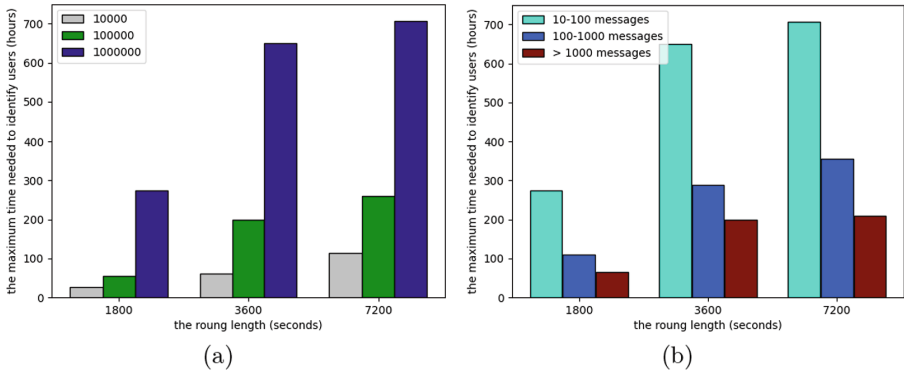 the maximum time needed to identify users (hours)
700
600
500
400
300
200
100
0
10000
100000
1000000
1800
3600
7200
the roung length (seconds)
(a)
the maximum time needed to identify users (hours)
700
600
500
400
300
200
100
0
10-100 messages
100-1000 messages
> 1000 messages
1800
3600
7200
the roung length (seconds)
(b)